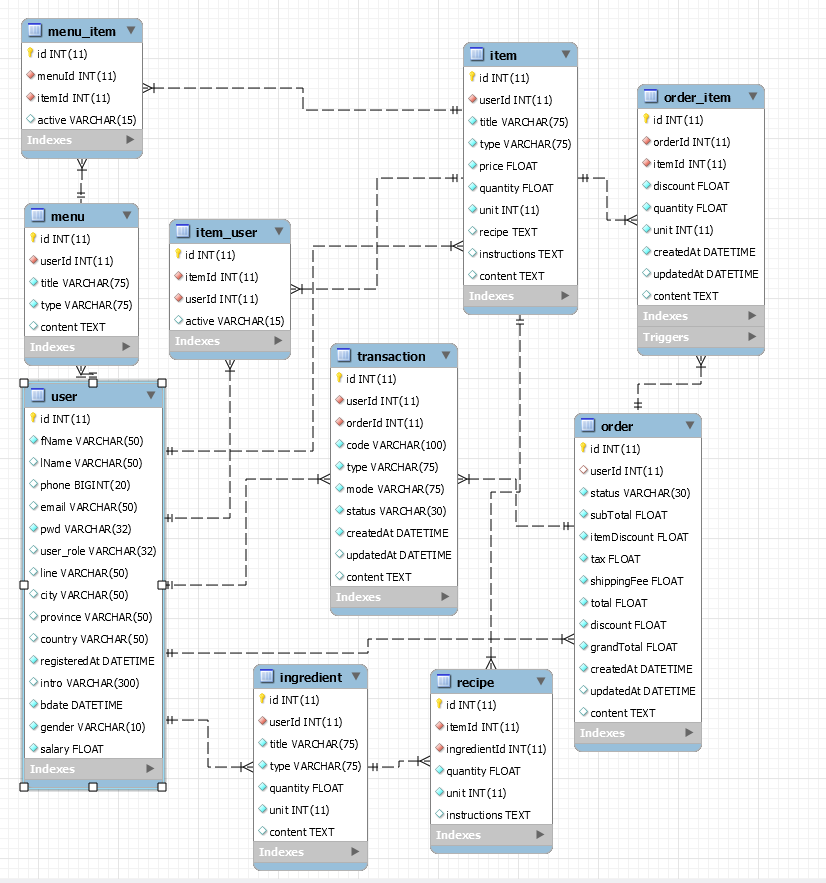 menu_item
id INT(11)
menuId INT(11)
itemId INT(11)
active VARCHAR(15)
Indexes
menu
id INT(11)
userId INT(11)
title VARCHAR(75)
type VARCHAR(75)
content TEXT
Indexes
item_user
id INT(11)
itemId INT(11)
userId INT(11)
active VARCHAR(15)
Indexes
item
id INT(11)
userId INT(11)
title VARCHAR(75)
type VARCHAR(75)
price FLOAT
quantity FLOAT
unit INT(11)
recipe TEXT
instructions TEXT
content TEXT
Indexes
order_item
id INT(11)
orderId INT(11)
itemId INT(11)
discount FLOAT
quantity FLOAT
unit INT(11)
createdAt DATETIME
updatedAt DATETIME
content TEXT
Indexes
Triggers
user
id INT(11)
fName VARCHAR(50)
lName VARCHAR(50)
phone BIGINT(20)
email VARCHAR(50)
pwd VARCHAR(32)
user_role VARCHAR(32)
line VARCHAR(50)
city VARCHAR(50)
province VARCHAR(50)
country VARCHAR(50)
registeredAt DATETIME
intro VARCHAR(300)
bdate DATETIME
gender VARCHAR(10)
salary FLOAT
Indexes
transaction
id INT(11)
userId INT(11)
orderId INT(11)
code VARCHAR(100)
type VARCHAR(75)
mode VARCHAR(75)
status VARCHAR(30)
createdAt DATETIME
updatedAt DATETIME
content TEXT
Indexes
order
id INT(11)
userId INT(11)
status VARCHAR(30)
subTotal FLOAT
itemDiscount FLOAT
tax FLOAT
shippingFee FLOAT
total FLOAT
discount FLOAT
grandTotal FLOAT
createdAt DATETIME
updatedAt DATETIME
content TEXT
Indexes
ingredient
id INT(11)
userId INT(11)
title VARCHAR(75)
type VARCHAR(75)
quantity FLOAT
unit INT(11)
content TEXT
Indexes
recipe
id INT(11)
itemId INT(11)
ingredientId INT(11)
quantity FLOAT
unit INT(11)
instructions TEXT
Indexes